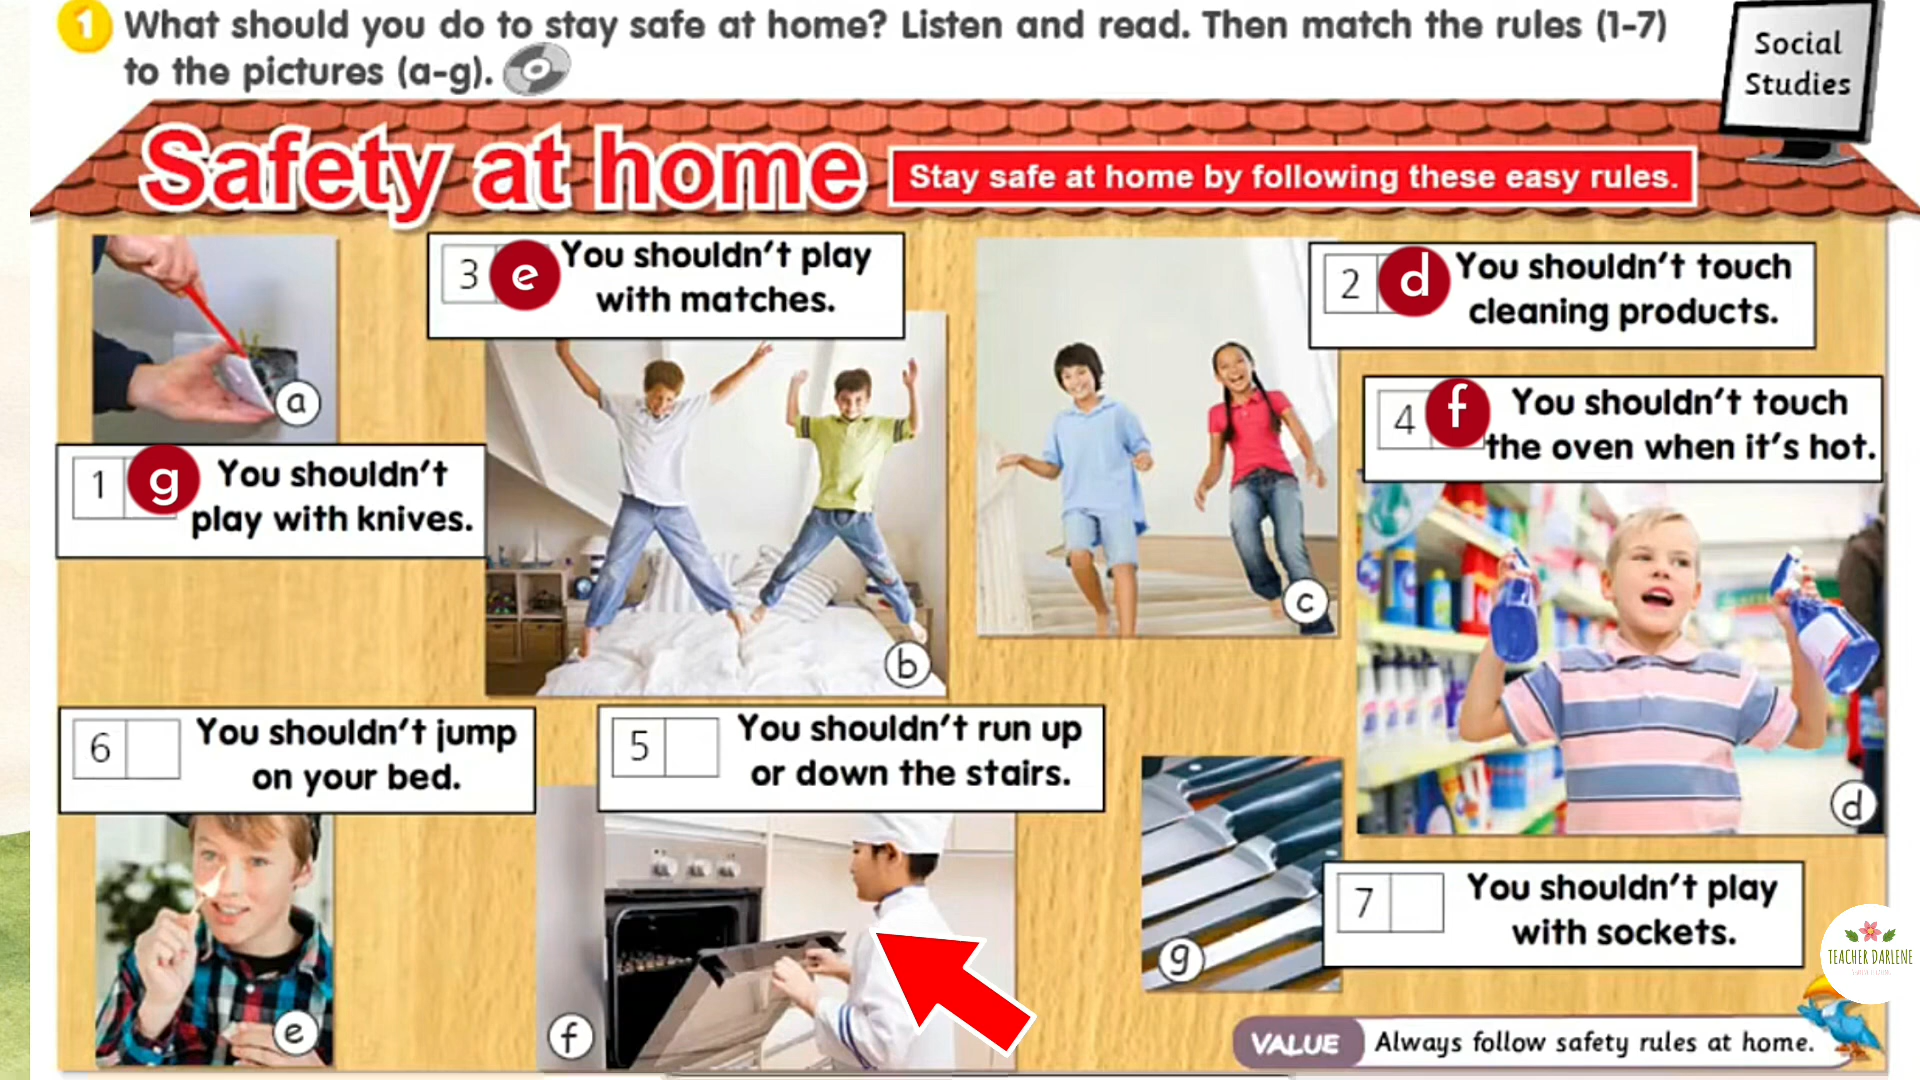 1 What should you do to stay safe at home? Listen and read. Then match the rules (1-7)
to the pictures (a-g).
Social
Studies
Safety at home
Stay safe at home by following these easy rules.
a
3 e You shouldn't play
with matches.
2 d You shouldn't touch
cleaning products.
4 f You shouldn't touch
the oven when it's hot.
1 g You shouldn't
play with knives.
b
c
d
6 You shouldn't jump
on your bed.
5 You shouldn't run up
or down the stairs.
e
f
g
7 You shouldn't play
with sockets.
TEACHER DARLENE
VALUE Always follow safety rules at home.